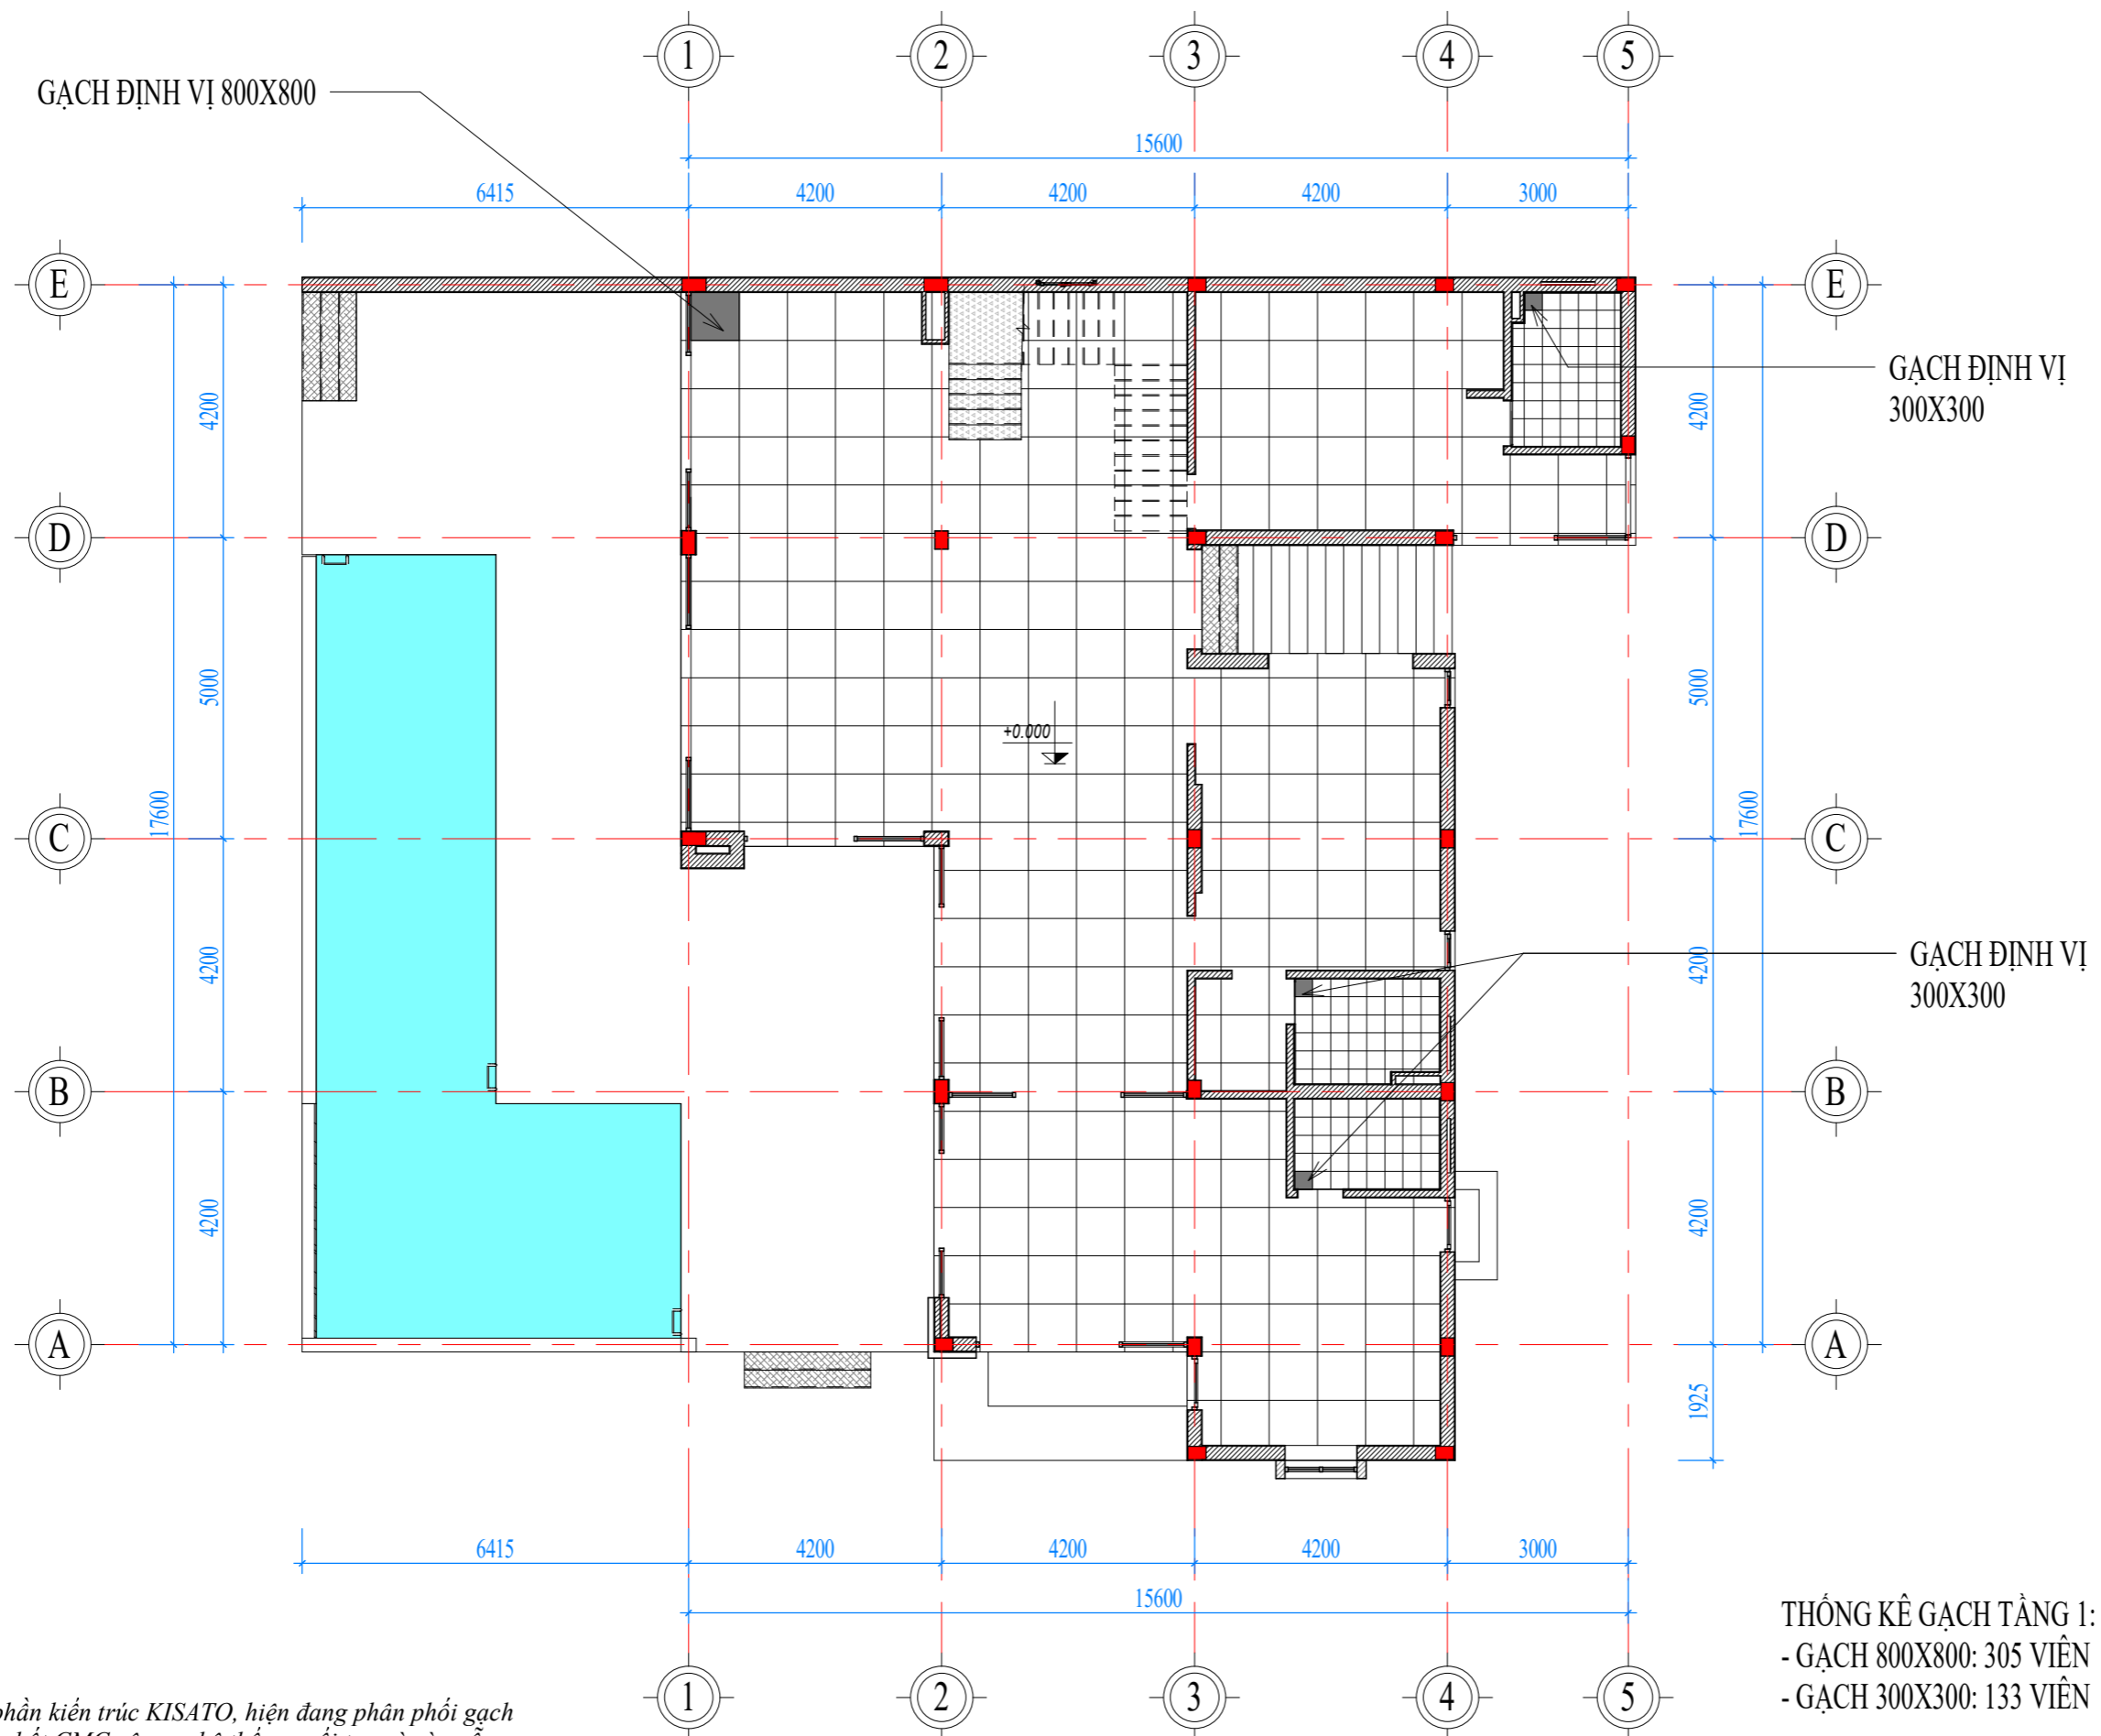 1 2 3 4 5
GẠCH ĐỊNH VỊ 800X800
15600
6415 4200 4200 4200 3000
E E
GẠCH ĐỊNH VỊ
300X300
4200 4200
D D
5000 5000
+0.000
17600 17600
C C
4200 4200
GẠCH ĐỊNH VỊ
300X300
B B
4200 4200
A A
1925
6415 4200 4200 4200 3000
15600
THỐNG KÊ GẠCH TẦNG 1:
- GẠCH 800X800: 305 VIÊN
- GẠCH 300X300: 133 VIÊN
1 2 3 4 5
phần kiến trúc KISATO, hiện đang phân phối gạch